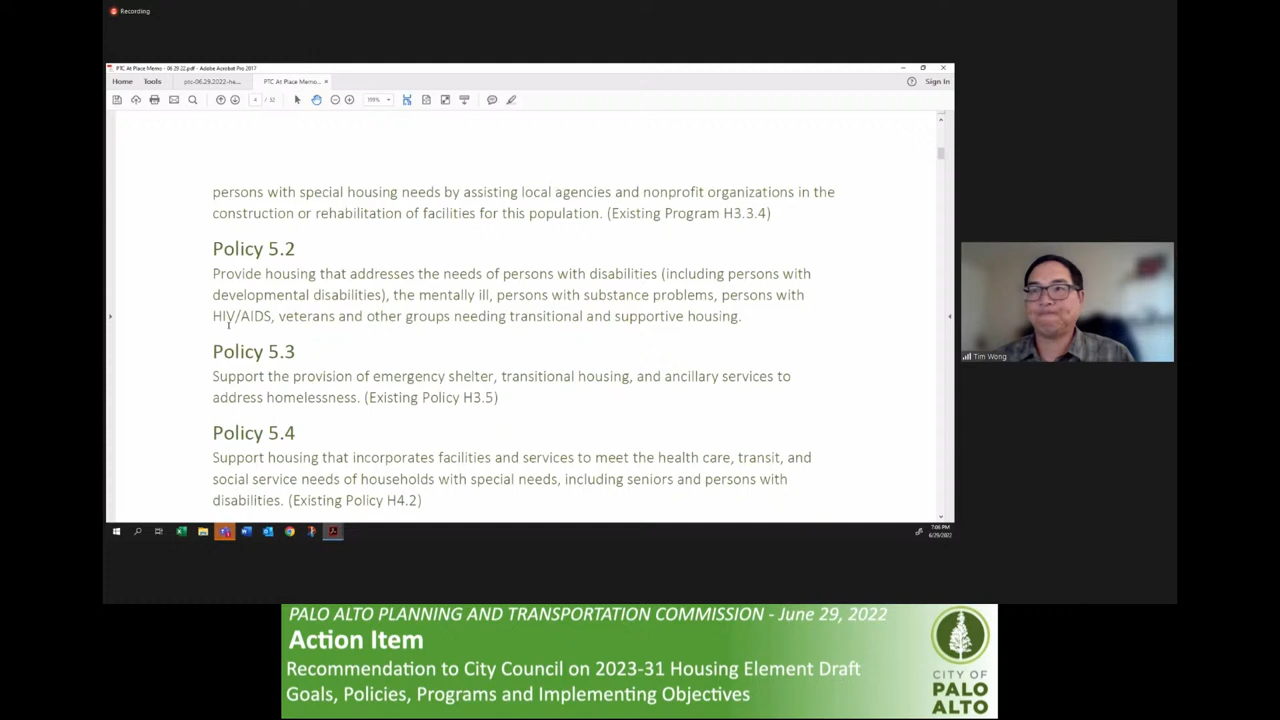 Recording
PTC At Place Memo - 06 29 22.pdf - Adobe Acrobat Pro 2017
Home Tools ptc-06.29.2022-ha... PTC At Place Memo... × Sign In
4 / 32 199%
persons with special housing needs by assisting local agencies and nonprofit organizations in the
construction or rehabilitation of facilities for this population. (Existing Program H3.3.4)
Policy 5.2
Provide housing that addresses the needs of persons with disabilities (including persons with
developmental disabilities), the mentally ill, persons with substance problems, persons with
HIV/AIDS, veterans and other groups needing transitional and supportive housing.
Policy 5.3
Support the provision of emergency shelter, transitional housing, and ancillary services to
address homelessness. (Existing Policy H3.5)
Policy 5.4
Support housing that incorporates facilities and services to meet the health care, transit, and
social service needs of households with special needs, including seniors and persons with
disabilities. (Existing Policy H4.2)
7:06 PM
6/29/2022
Tim Wong
PALO ALTO PLANNING AND TRANSPORTATION COMMISSION - June 29, 2022
Action Item
Recommendation to City Council on 2023-31 Housing Element Draft
Goals, Policies, Programs and Implementing Objectives
CITY OF
PALO
ALTO